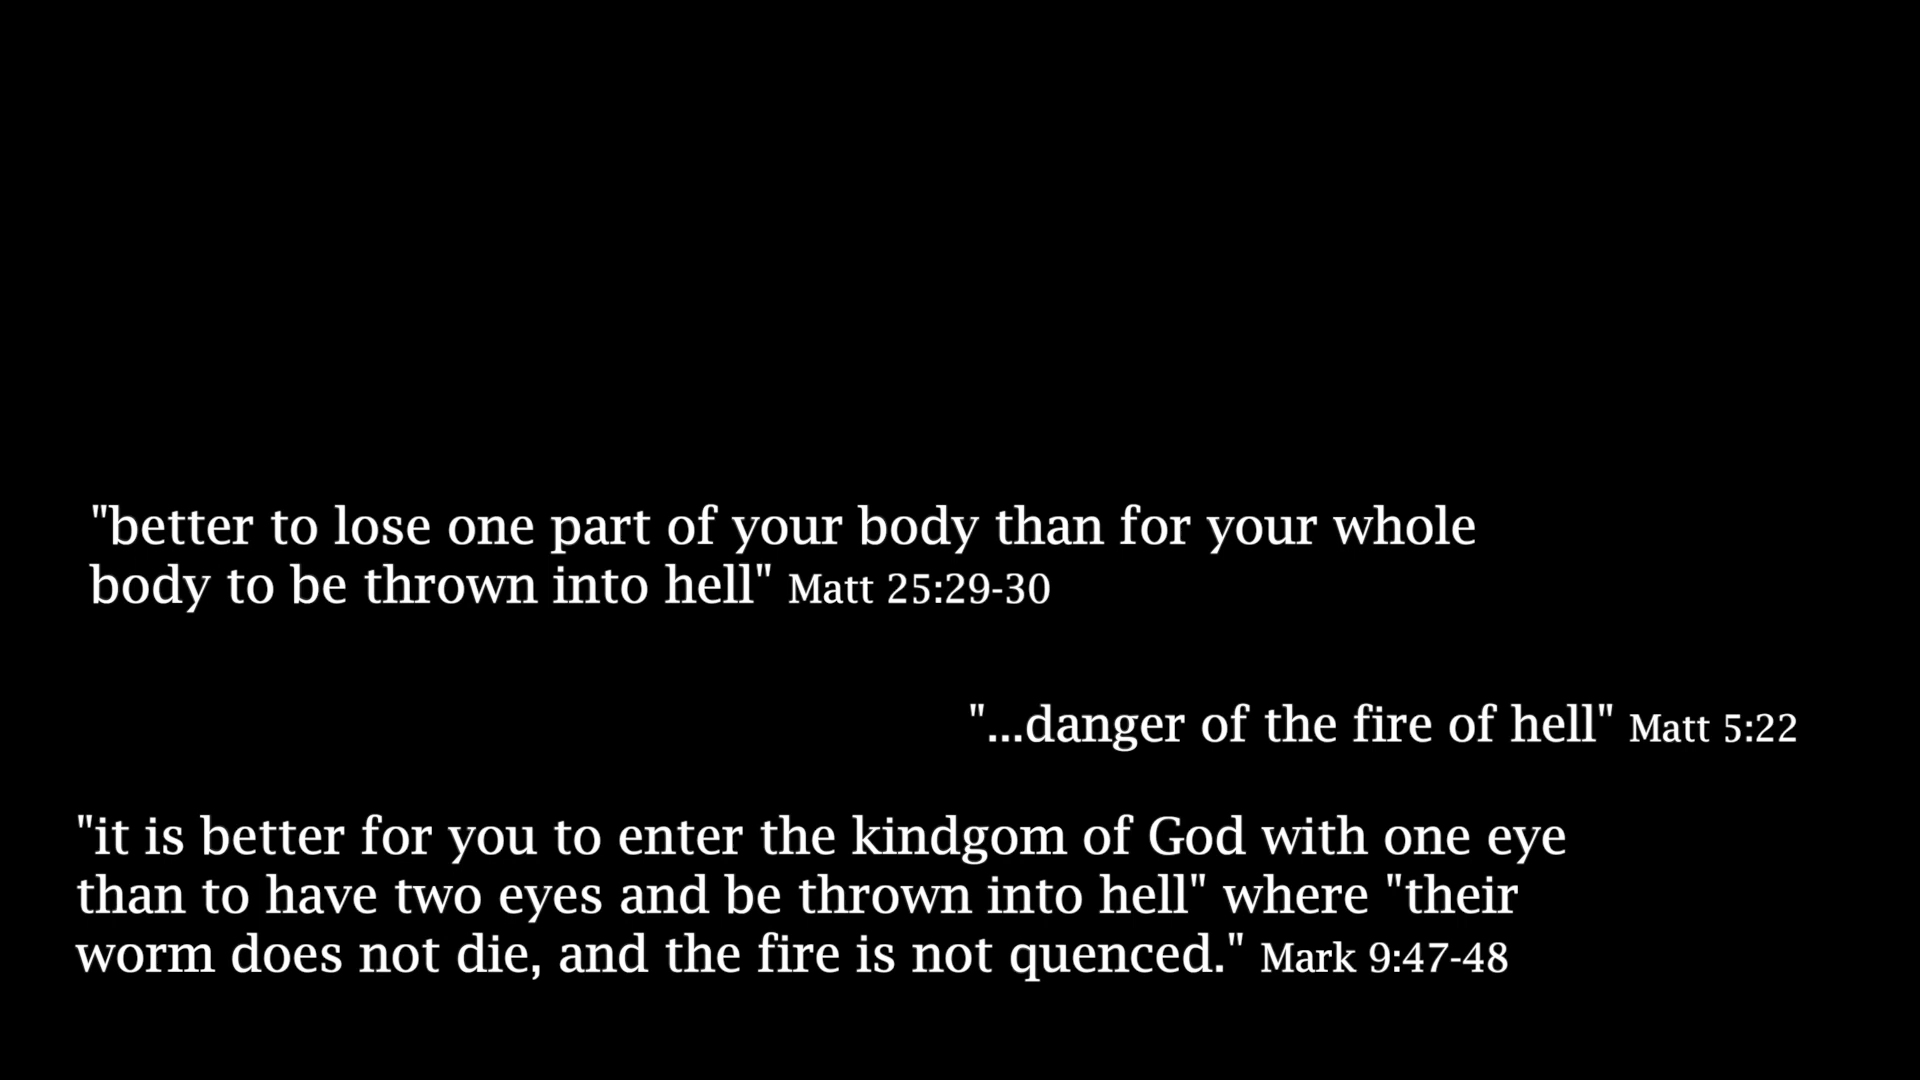 "better to lose one part of your body than for your whole
body to be thrown into hell" Matt 25:29-30
"...danger of the fire of hell" Matt 5:22
"it is better for you to enter the kindgom of God with one eye
than to have two eyes and be thrown into hell" where "their
worm does not die, and the fire is not quenced." Mark 9:47-48